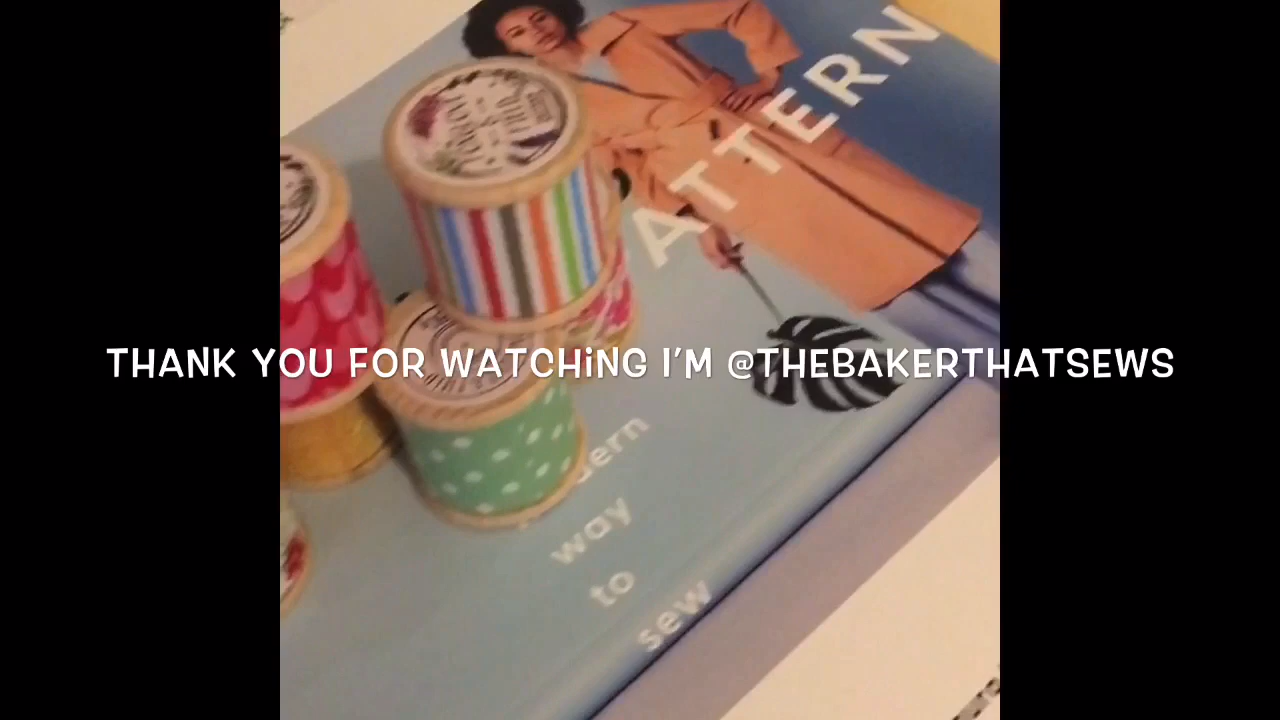 ATTERN
THANK YOU FOR WATCHING I'M @THEBAKERTHATSEWS
way
to
sew